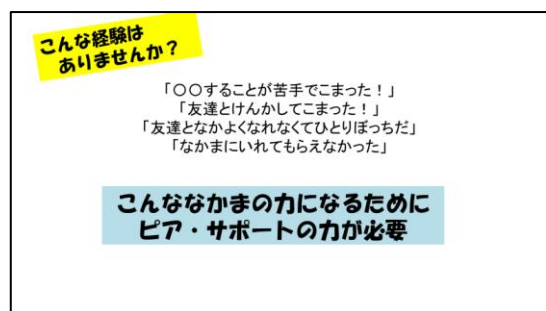 こんな経験は
ありませんか？
「○○することが苦手でこまった！」
「友達とけんかしてこまった！」
「友達となかよくなれなくてひとりぼっちだ」
「なかまにいれてもらえなかった」
こんななかまの力になるために
ピア・サポートの力が必要